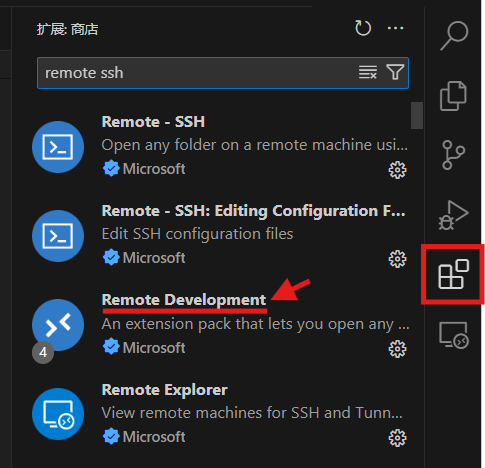 扩展: 商店
remote ssh
Remote - SSH
Open any folder on a remote machine usi...
Microsoft
Remote - SSH: Editing Configuration F...
Edit SSH configuration files
Microsoft
Remote Development
An extension pack that lets you open any ...
4
Microsoft
Remote Explorer
View remote machines for SSH and Tunn...
Microsoft